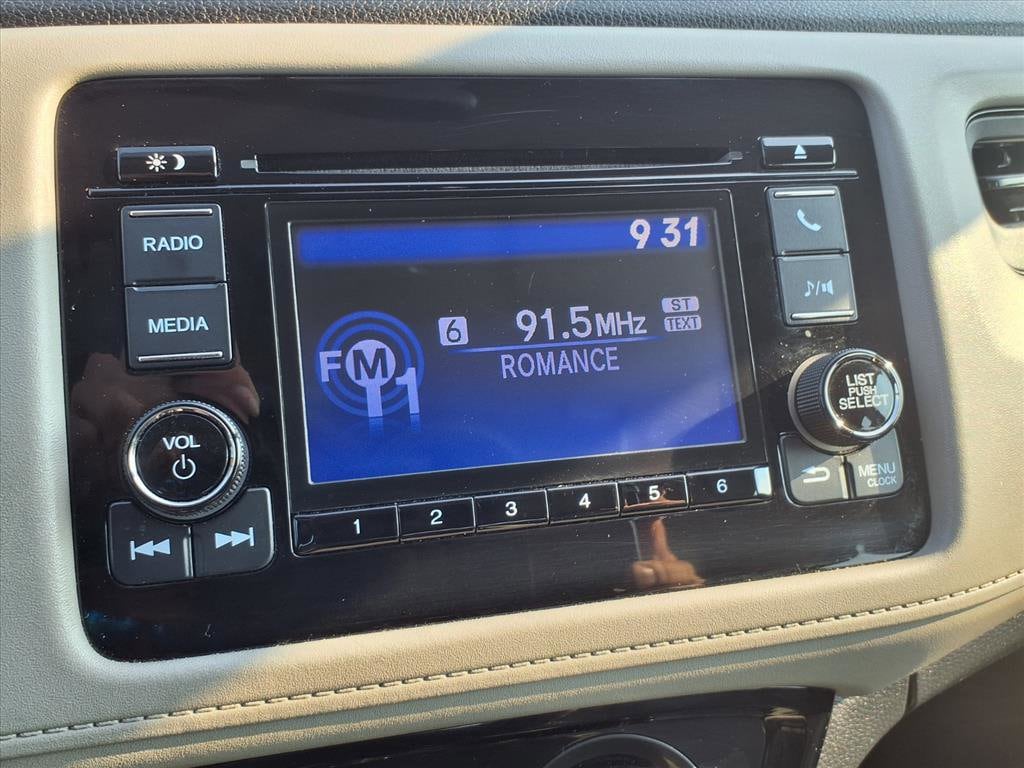 RADIO
MEDIA
VOL
9 31
6 91.5MHz ST
TEXT
FM1
ROMANCE
LIST
PUSH
SELECT
MENU
CLOCK
1 2 3 4 5 6